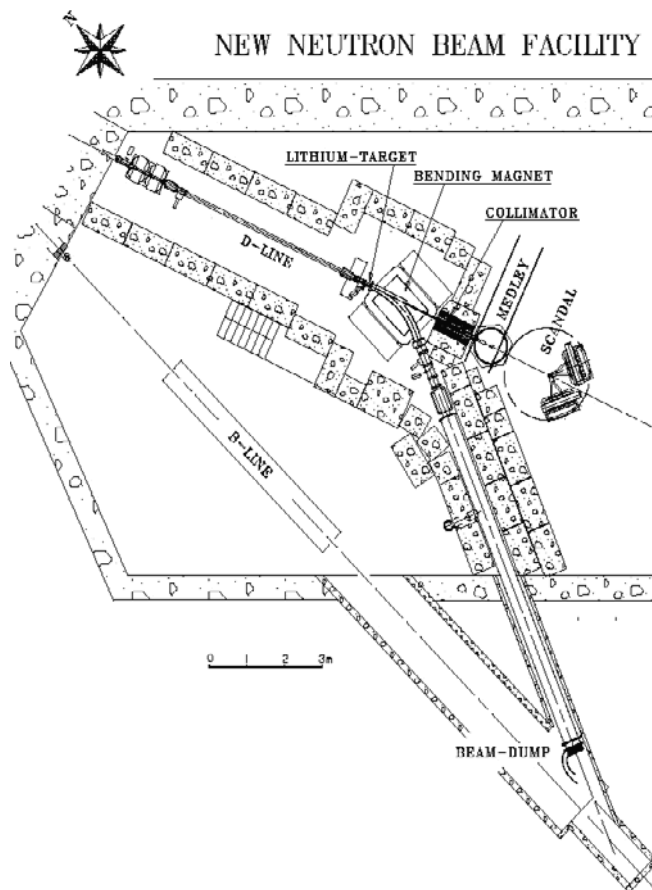 N
NEW NEUTRON BEAM FACILITY
LITHIUM-TARGET
BENDING MAGNET
COLLIMATOR
D-LINE
MEDLEY
SCANDAL
B-LINE
0 1 2 3m
BEAM-DUMP